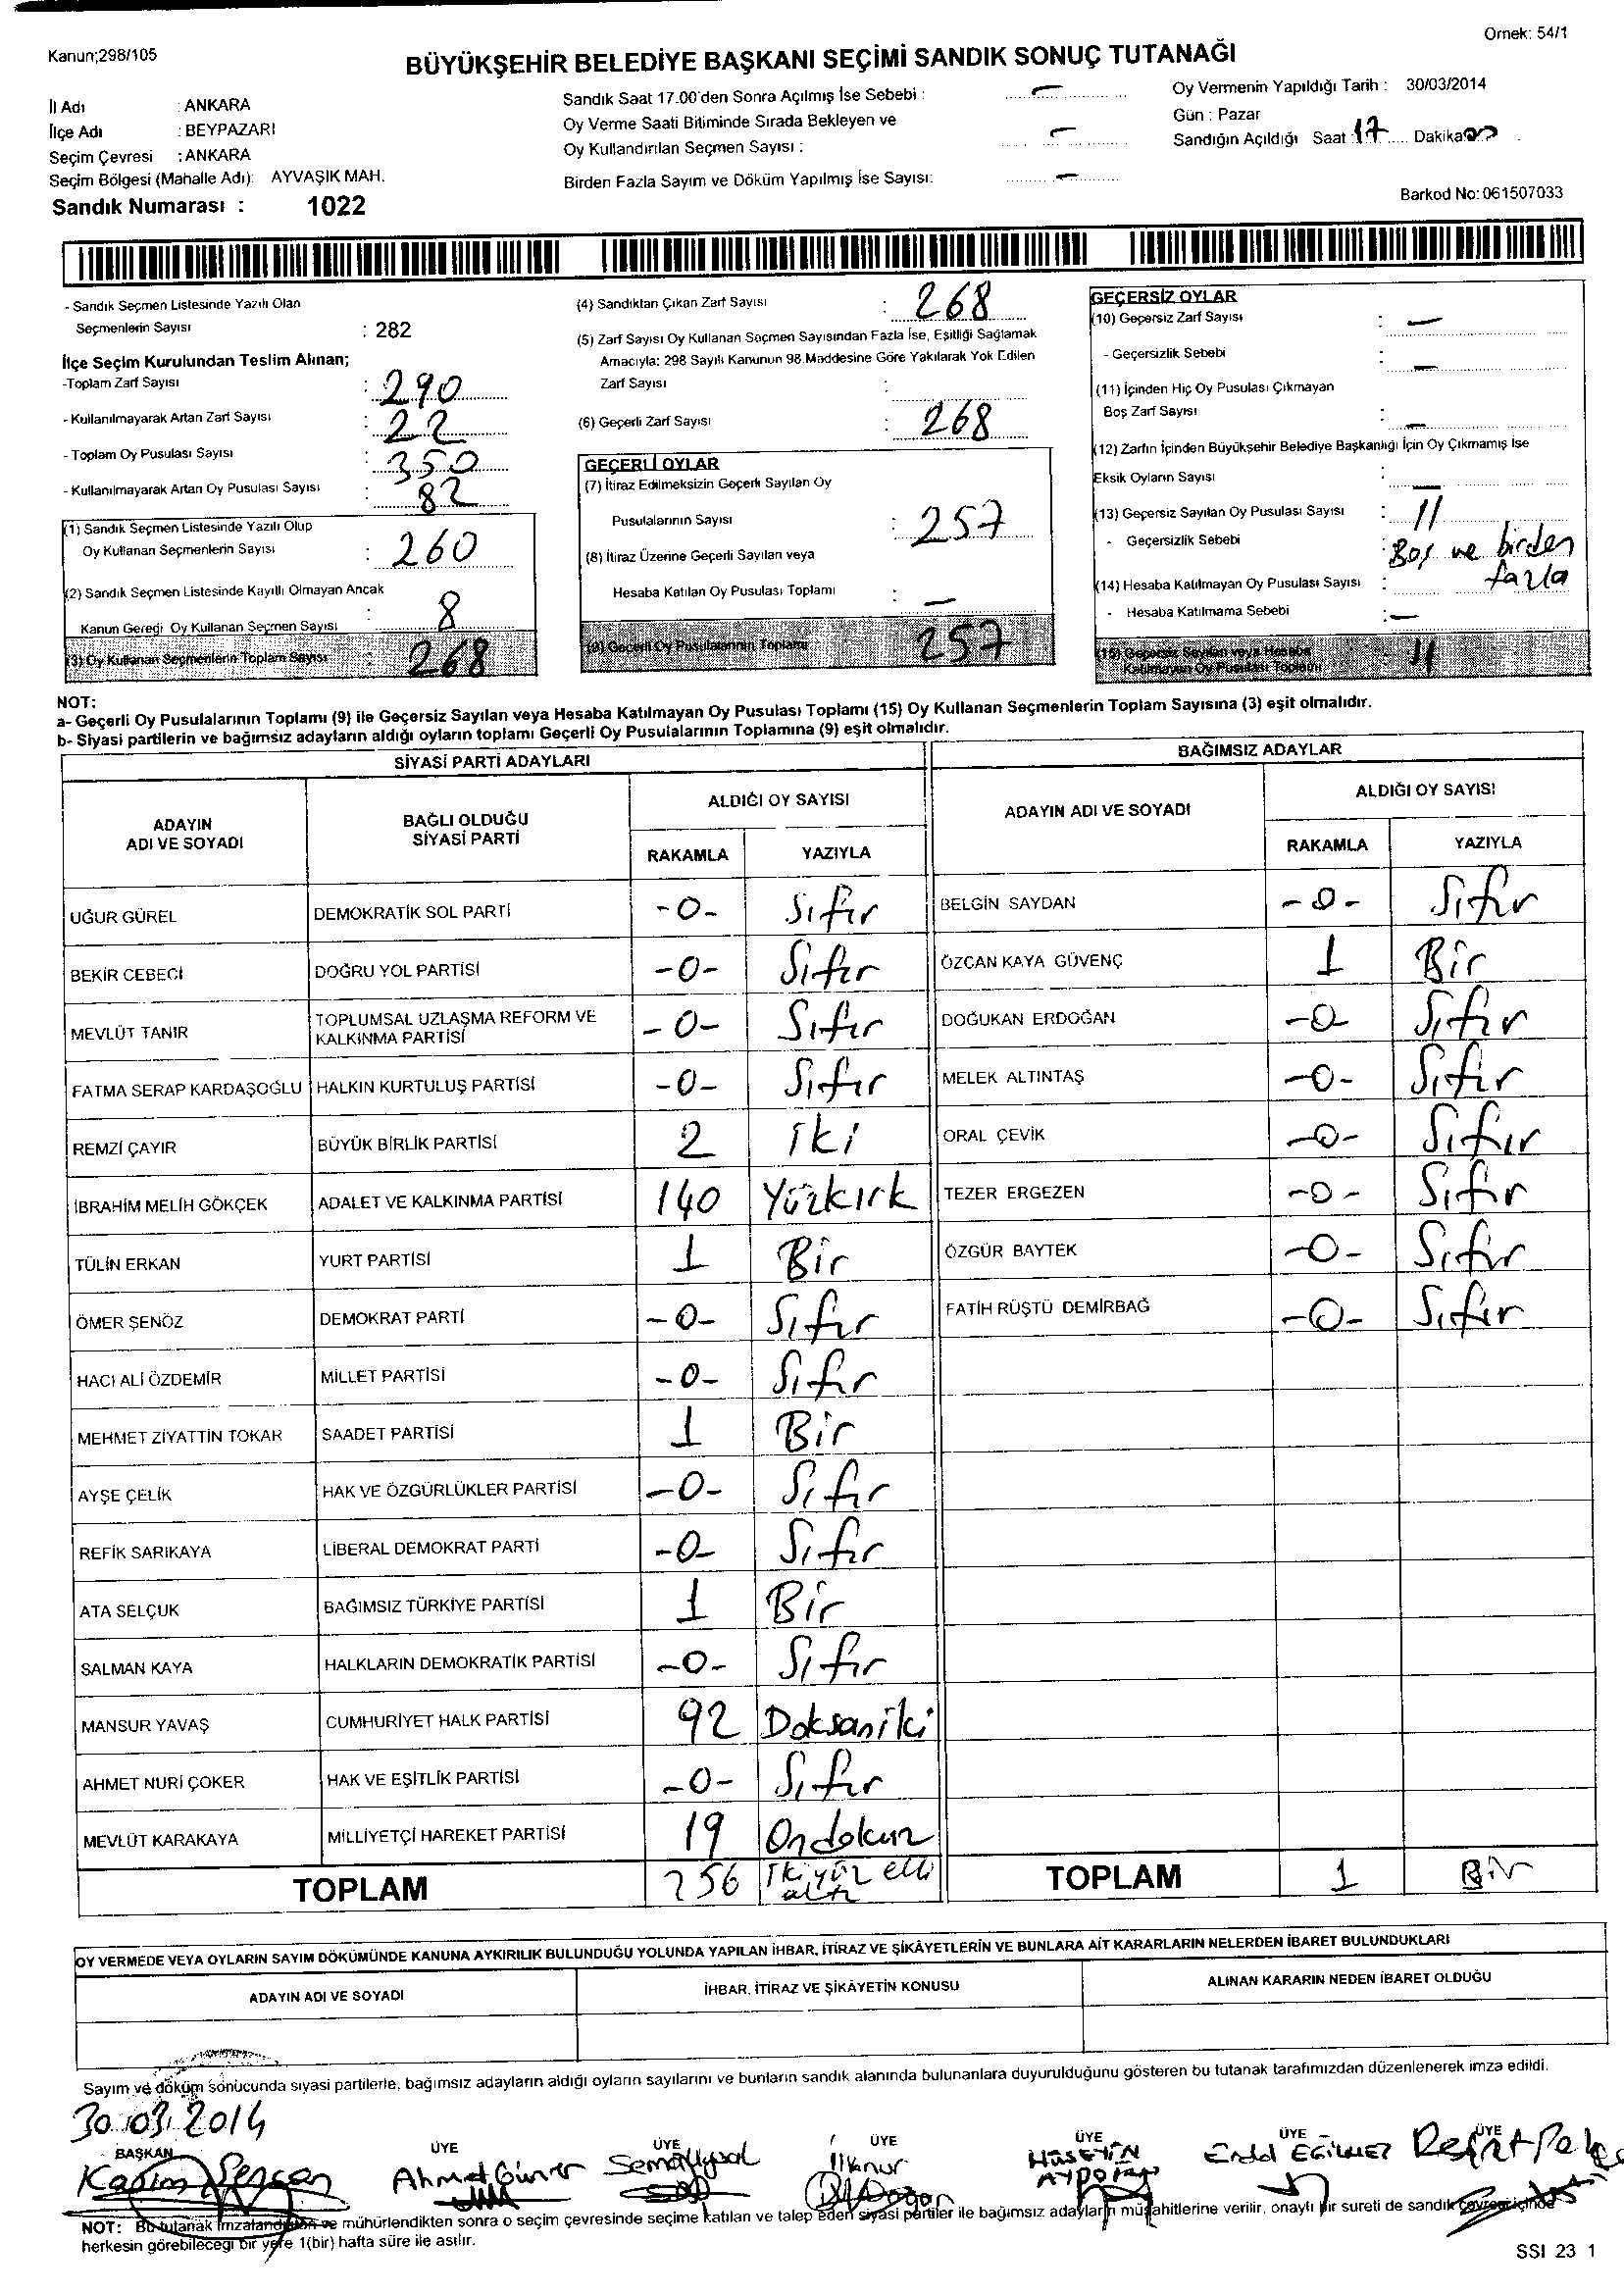 Kanun;298/105
Ornek: 54/1
BÜYÜKŞEHİR BELEDİYE BAŞKANI SEÇİMİ SANDIK SONUÇ TUTANAĞI
İl Adı : ANKARA
İlçe Adı : BEYPAZARI
Seçim Çevresi : ANKARA
Seçim Bölgesi (Mahalle Adı): AYVAŞIK MAH.
Sandık Numarası : 1022
Sandık Saat 17.00'den Sonra Açılmış İse Sebebi : —
Oy Verme Saati Bitiminde Sırada Bekleyen ve
Oy Kullandırılan Seçmen Sayısı : —
Birden Fazla Sayım ve Döküm Yapılmış İse Sayısı: —
Oy Vermenin Yapıldığı Tarih : 30/03/2014
Gün : Pazar
Sandığın Açıldığı Saat 17 Dakika 00
Barkod No: 061507033
- Sandık Seçmen Listesinde Yazılı Olan
Seçmenlerin Sayısı : 282
İlçe Seçim Kurulundan Teslim Alınan;
-Toplam Zarf Sayısı : 290
- Kullanılmayarak Artan Zarf Sayısı : 22
- Toplam Oy Pusulası Sayısı : 350
- Kullanılmayarak Artan Oy Pusulası Sayısı : 82
(1) Sandık Seçmen Listesinde Yazılı Olup
Oy Kullanan Seçmenlerin Sayısı : 260
(2) Sandık Seçmen Listesinde Kayıtlı Olmayan Ancak
Kanun Gereği Oy Kullanan Seçmen Sayısı : 8
(3) Oy Kullanan Seçmenlerin Toplam Sayısı : 268
(4) Sandıktan Çıkan Zarf Sayısı : 268
(5) Zarf Sayısı Oy Kullanan Seçmen Sayısından Fazla İse, Eşitliği Sağlamak
Amacıyla: 298 Sayılı Kanunun 98.Maddesine Göre Yakılarak Yok Edilen
Zarf Sayısı :
(6) Geçerli Zarf Sayısı : 268
GEÇERLİ OYLAR
(7) İtiraz Edilmeksizin Geçerli Sayılan Oy
Pusulalarının Sayısı : 257
(8) İtiraz Üzerine Geçerli Sayılan veya
Hesaba Katılan Oy Pusulası Toplamı : —
(9) Geçerli Oy Pusulalarının Toplamı 257
GEÇERSİZ OYLAR
(10) Geçersiz Zarf Sayısı : —
- Geçersizlik Sebebi : —
(11) İçinden Hiç Oy Pusulası Çıkmayan
Boş Zarf Sayısı : —
(12) Zarfın İçinden Büyükşehir Belediye Başkanlığı İçin Oy Çıkmamış İse
Eksik Oyların Sayısı : —
(13) Geçersiz Sayılan Oy Pusulası Sayısı : 11
- Geçersizlik Sebebi : Boş ve birden
fazla
(14) Hesaba Katılmayan Oy Pusulası Sayısı :
- Hesaba Katılmama Sebebi : —
(15) Geçersiz Sayılan veya Hesaba
Katılmayan Oy Pusulası Toplamı 11
NOT:
a- Geçerli Oy Pusulalarının Toplamı (9) ile Geçersiz Sayılan veya Hesaba Katılmayan Oy Pusulası Toplamı (15) Oy Kullanan Seçmenlerin Toplam Sayısına (3) eşit olmalıdır.
b- Siyasi partilerin ve bağımsız adayların aldığı oyların toplamı Geçerli Oy Pusulalarının Toplamına (9) eşit olmalıdır.
SİYASİ PARTİ ADAYLARI
ADAYIN ADI VE SOYADI BAĞLI OLDUĞU SİYASİ PARTİ ALDIĞI OY SAYISI
RAKAMLA YAZIYLA
UĞUR GÜREL DEMOKRATİK SOL PARTİ -0- Sıfır
BEKİR CEBECİ DOĞRU YOL PARTİSİ -0- Sıfır
MEVLÜT TANIR TOPLUMSAL UZLAŞMA REFORM VE KALKINMA PARTİSİ -0- Sıfır
FATMA SERAP KARDAŞOĞLU HALKIN KURTULUŞ PARTİSİ -0- Sıfır
REMZİ ÇAYIR BÜYÜK BİRLİK PARTİSİ 2 iki
İBRAHİM MELİH GÖKÇEK ADALET VE KALKINMA PARTİSİ 140 Yüzkırk
TÜLİN ERKAN YURT PARTİSİ 1 Bir
ÖMER ŞENÖZ DEMOKRAT PARTİ -0- Sıfır
HACI ALİ ÖZDEMİR MİLLET PARTİSİ -0- Sıfır
MEHMET ZİYATTİN TOKAR SAADET PARTİSİ 1 Bir
AYŞE ÇELİK HAK VE ÖZGÜRLÜKLER PARTİSİ -0- Sıfır
REFİK SARIKAYA LİBERAL DEMOKRAT PARTİ -0- Sıfır
ATA SELÇUK BAĞIMSIZ TÜRKİYE PARTİSİ 1 Bir
SALMAN KAYA HALKLARIN DEMOKRATİK PARTİSİ -0- Sıfır
MANSUR YAVAŞ CUMHURİYET HALK PARTİSİ 92 Doksaniki
AHMET NURİ ÇOKER HAK VE EŞİTLİK PARTİSİ -0- Sıfır
MEVLÜT KARAKAYA MİLLİYETÇİ HAREKET PARTİSİ 19 Ondokuz
TOPLAM 256 İkiyüz elli altı
BAĞIMSIZ ADAYLAR
ADAYIN ADI VE SOYADI ALDIĞI OY SAYISI
RAKAMLA YAZIYLA
BELGİN SAYDAN -0- Sıfır
ÖZCAN KAYA GÜVENÇ 1 Bir
DOĞUKAN ERDOĞAN -0- Sıfır
MELEK ALTINTAŞ -0- Sıfır
ORAL ÇEVİK -0- Sıfır
TEZER ERGEZEN -0- Sıfır
ÖZGÜR BAYTEK -0- Sıfır
FATİH RÜŞTÜ DEMİRBAĞ -0- Sıfır
TOPLAM 1 Bir
OY VERMEDE VEYA OYLARIN SAYIM DÖKÜMÜNDE KANUNA AYKIRILIK BULUNDUĞU YOLUNDA YAPILAN İHBAR, İTİRAZ VE ŞİKÂYETLERİN VE BUNLARA AİT KARARLARIN NELERDEN İBARET BULUNDUKLARI
ADAYIN ADI VE SOYADI İHBAR, İTİRAZ VE ŞİKÂYETİN KONUSU ALINAN KARARIN NEDEN İBARET OLDUĞU
Sayım ve döküm sonucunda siyasi partilerle, bağımsız adayların aldığı oyların sayılarını ve bunların sandık alanında bulunanlara duyurulduğunu gösteren bu tutanak tarafımızdan düzenlenerek imza edildi.
30.03.2014
BAŞKAN ÜYE ÜYE ÜYE ÜYE ÜYE ÜYE
Ahmet Güner Sema Uysal İlknur Doğan HÜSEYİN
NOT: Bu tutanak imzalandıktan ve mühürlendikten sonra o seçim çevresinde seçime katılan ve talep eden siyasi partiler ile bağımsız adayların müşahitlerine verilir, onaylı bir sureti de sandık çevresi içinde
herkesin görebileceği bir yere 1(bir) hafta süre ile asılır.
SSI 23 1